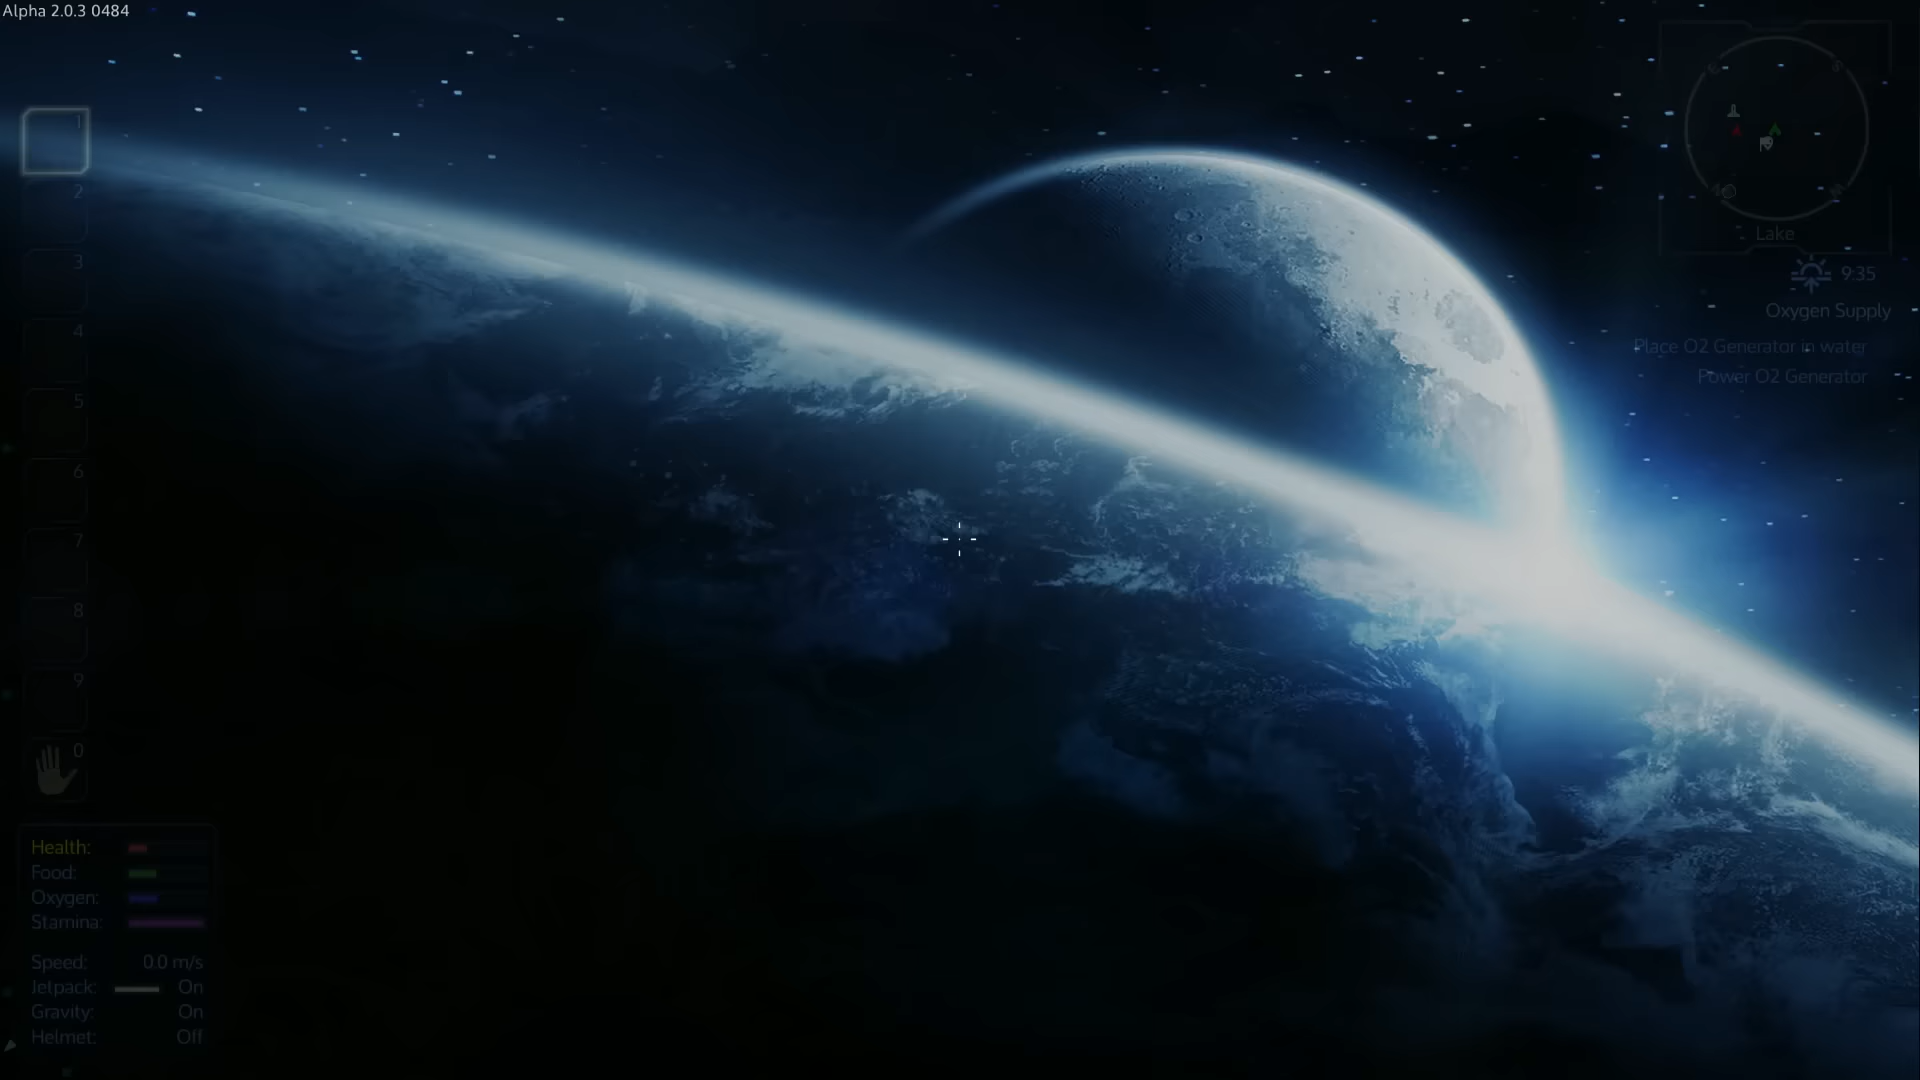 Alpha 2.0.3 0484
1
2
3
4
5
6
7
8
9
0
Lake
9:35
Oxygen Supply
Place O2 Generator in water
Power O2 Generator
Health:
Food:
Oxygen:
Stamina:
Speed: 0.0 m/s
Jetpack: On
Gravity: On
Helmet: Off